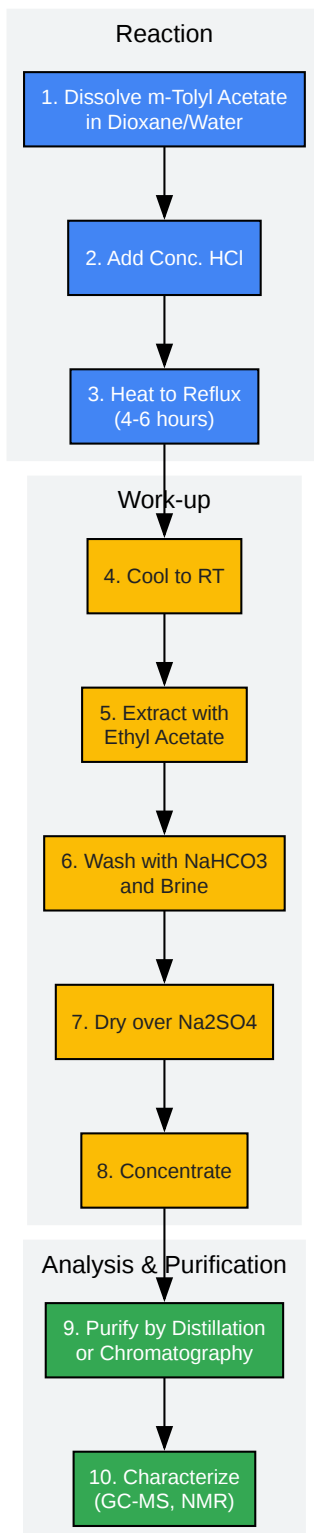 Reaction
1. Dissolve m-Tolyl Acetate
in Dioxane/Water
2. Add Conc. HCl
3. Heat to Reflux
(4-6 hours)
Work-up
4. Cool to RT
5. Extract with
Ethyl Acetate
6. Wash with NaHCO3
and Brine
7. Dry over Na2SO4
8. Concentrate
Analysis & Purification
9. Purify by Distillation
or Chromatography
10. Characterize
(GC-MS, NMR)